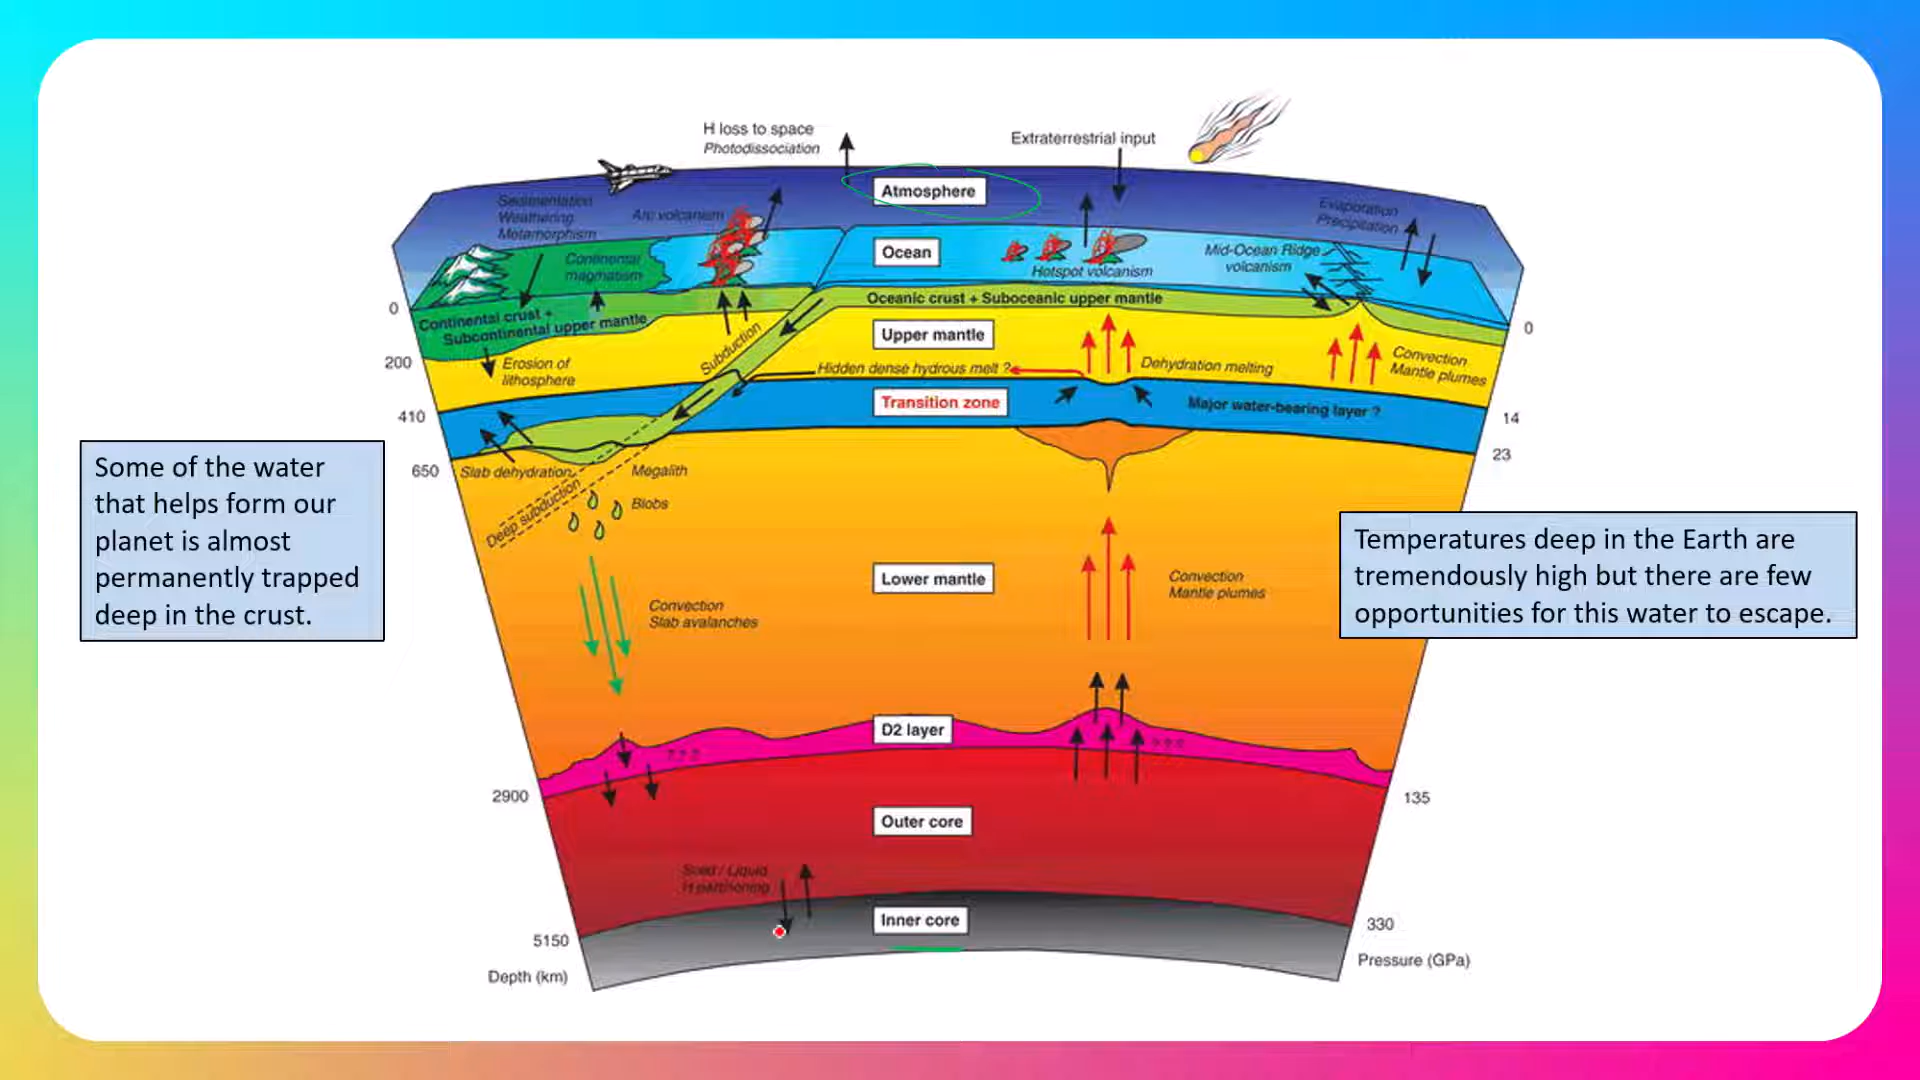 H loss to space
Photodissociation
Extraterrestrial input
Atmosphere
Sedimentation
Weathering
Metamorphism
Arc volcanism
Evaporation
Precipitation
Continental
magmatism
Ocean
Hotspot volcanism
Mid-Ocean Ridge
volcanism
0
Continental crust +
Subcontinental upper mantle
Oceanic crust + Suboceanic upper mantle
0
200
Erosion of
lithosphere
Subduction
Upper mantle
Hidden dense hydrous melt ?
Dehydration melting
Convection
Mantle plumes
410
Transition zone
Major water-bearing layer ?
14
650
Slab dehydration
Megalith
23
Deep subduction
Blobs
Some of the water
that helps form our
planet is almost
permanently trapped
deep in the crust.
Temperatures deep in the Earth are
tremendously high but there are few
opportunities for this water to escape.
Lower mantle
Convection
Mantle plumes
Convection
Slab avalanches
D2 layer
? ? ?
? ? ?
2900
135
Outer core
Solid / Liquid
H partitioning
Inner core
5150
330
Depth (km)
Pressure (GPa)